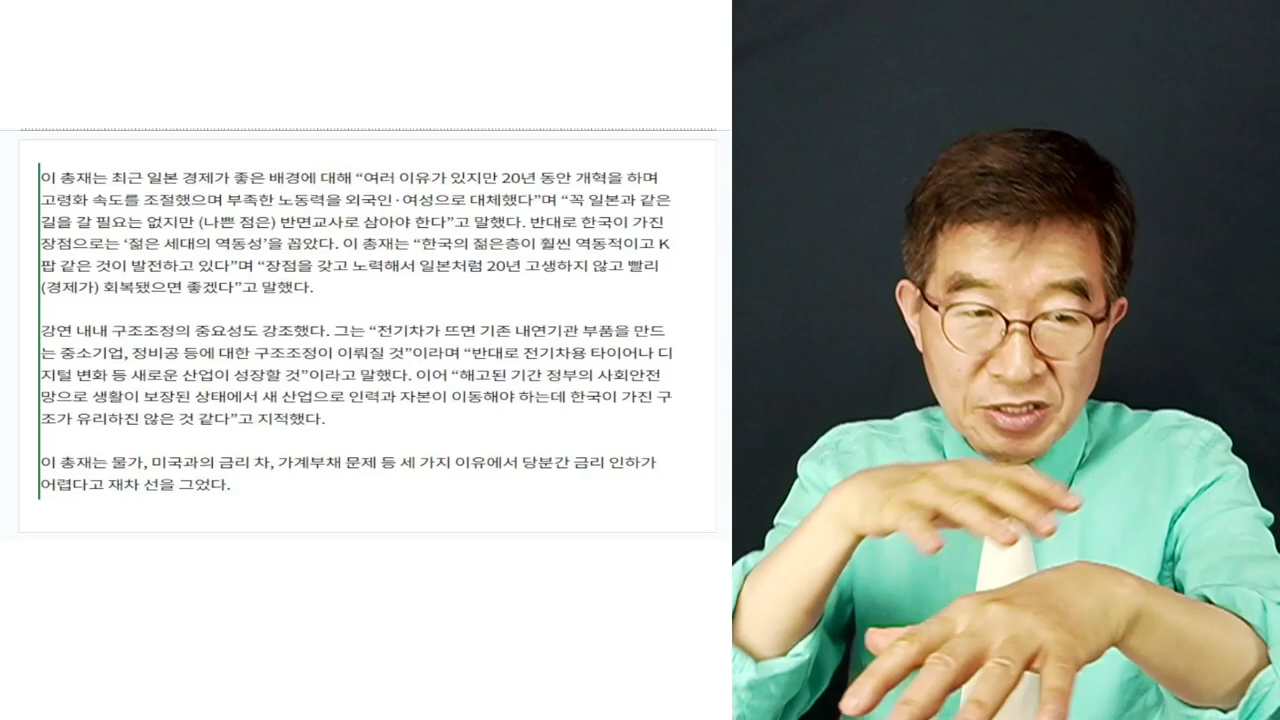 이 총재는 최근 일본 경제가 좋은 배경에 대해 “여러 이유가 있지만 20년 동안 개혁을 하며
고령화 속도를 조절했으며 부족한 노동력을 외국인·여성으로 대체했다”며 “꼭 일본과 같은
길을 갈 필요는 없지만 (나쁜 점은) 반면교사로 삼아야 한다”고 말했다. 반대로 한국이 가진
장점으로는 ‘젊은 세대의 역동성’을 꼽았다. 이 총재는 “한국의 젊은층이 훨씬 역동적이고 K
팝 같은 것이 발전하고 있다”며 “장점을 갖고 노력해서 일본처럼 20년 고생하지 않고 빨리
(경제가) 회복됐으면 좋겠다”고 말했다.
강연 내내 구조조정의 중요성도 강조했다. 그는 “전기차가 뜨면 기존 내연기관 부품을 만드
는 중소기업, 정비공 등에 대한 구조조정이 이뤄질 것”이라며 “반대로 전기차용 타이어나 디
지털 변화 등 새로운 산업이 성장할 것”이라고 말했다. 이어 “해고된 기간 정부의 사회안전
망으로 생활이 보장된 상태에서 새 산업으로 인력과 자본이 이동해야 하는데 한국이 가진 구
조가 유리하진 않은 것 같다”고 지적했다.
이 총재는 물가, 미국과의 금리 차, 가계부채 문제 등 세 가지 이유에서 당분간 금리 인하가
어렵다고 재차 선을 그었다.